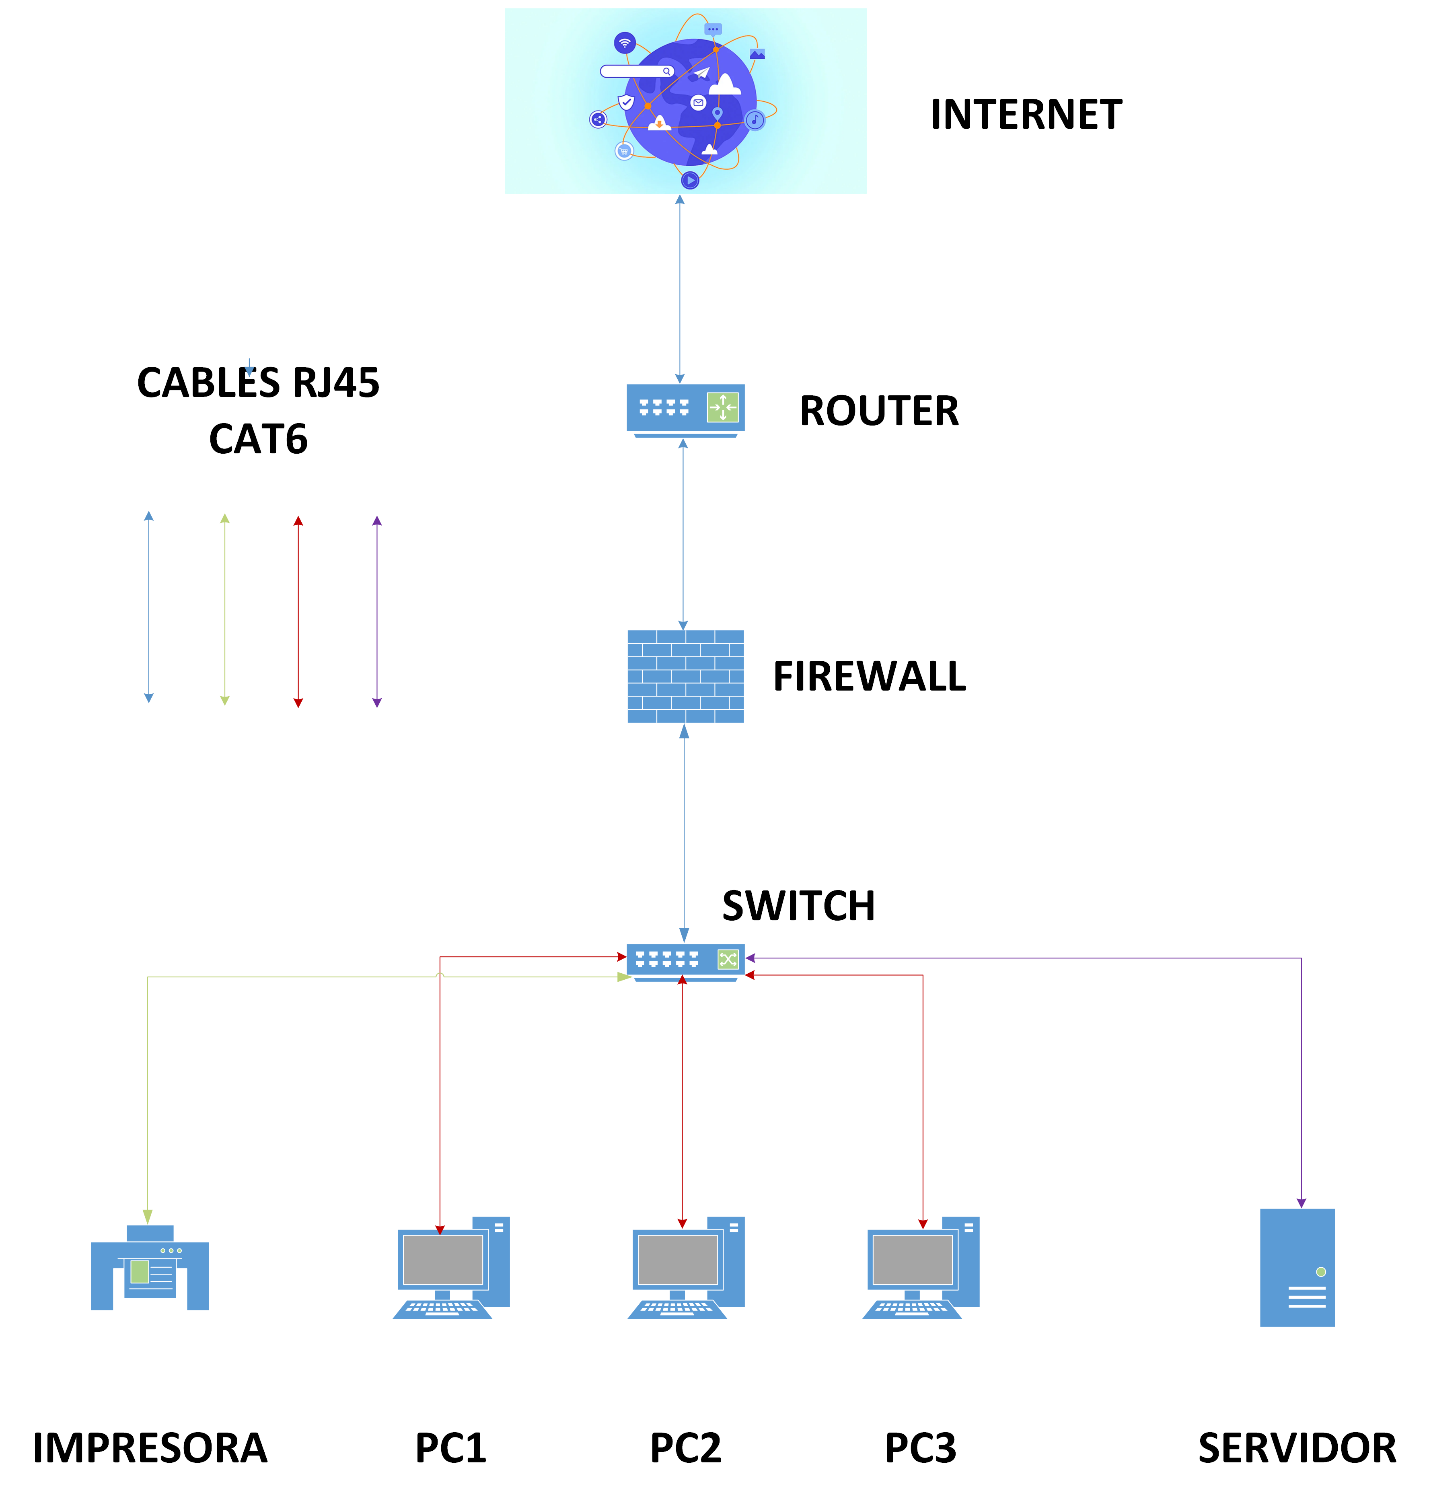 INTERNET
CABLES RJ45
CAT6
ROUTER
FIREWALL
SWITCH
IMPRESORA
PC1
PC2
PC3
SERVIDOR